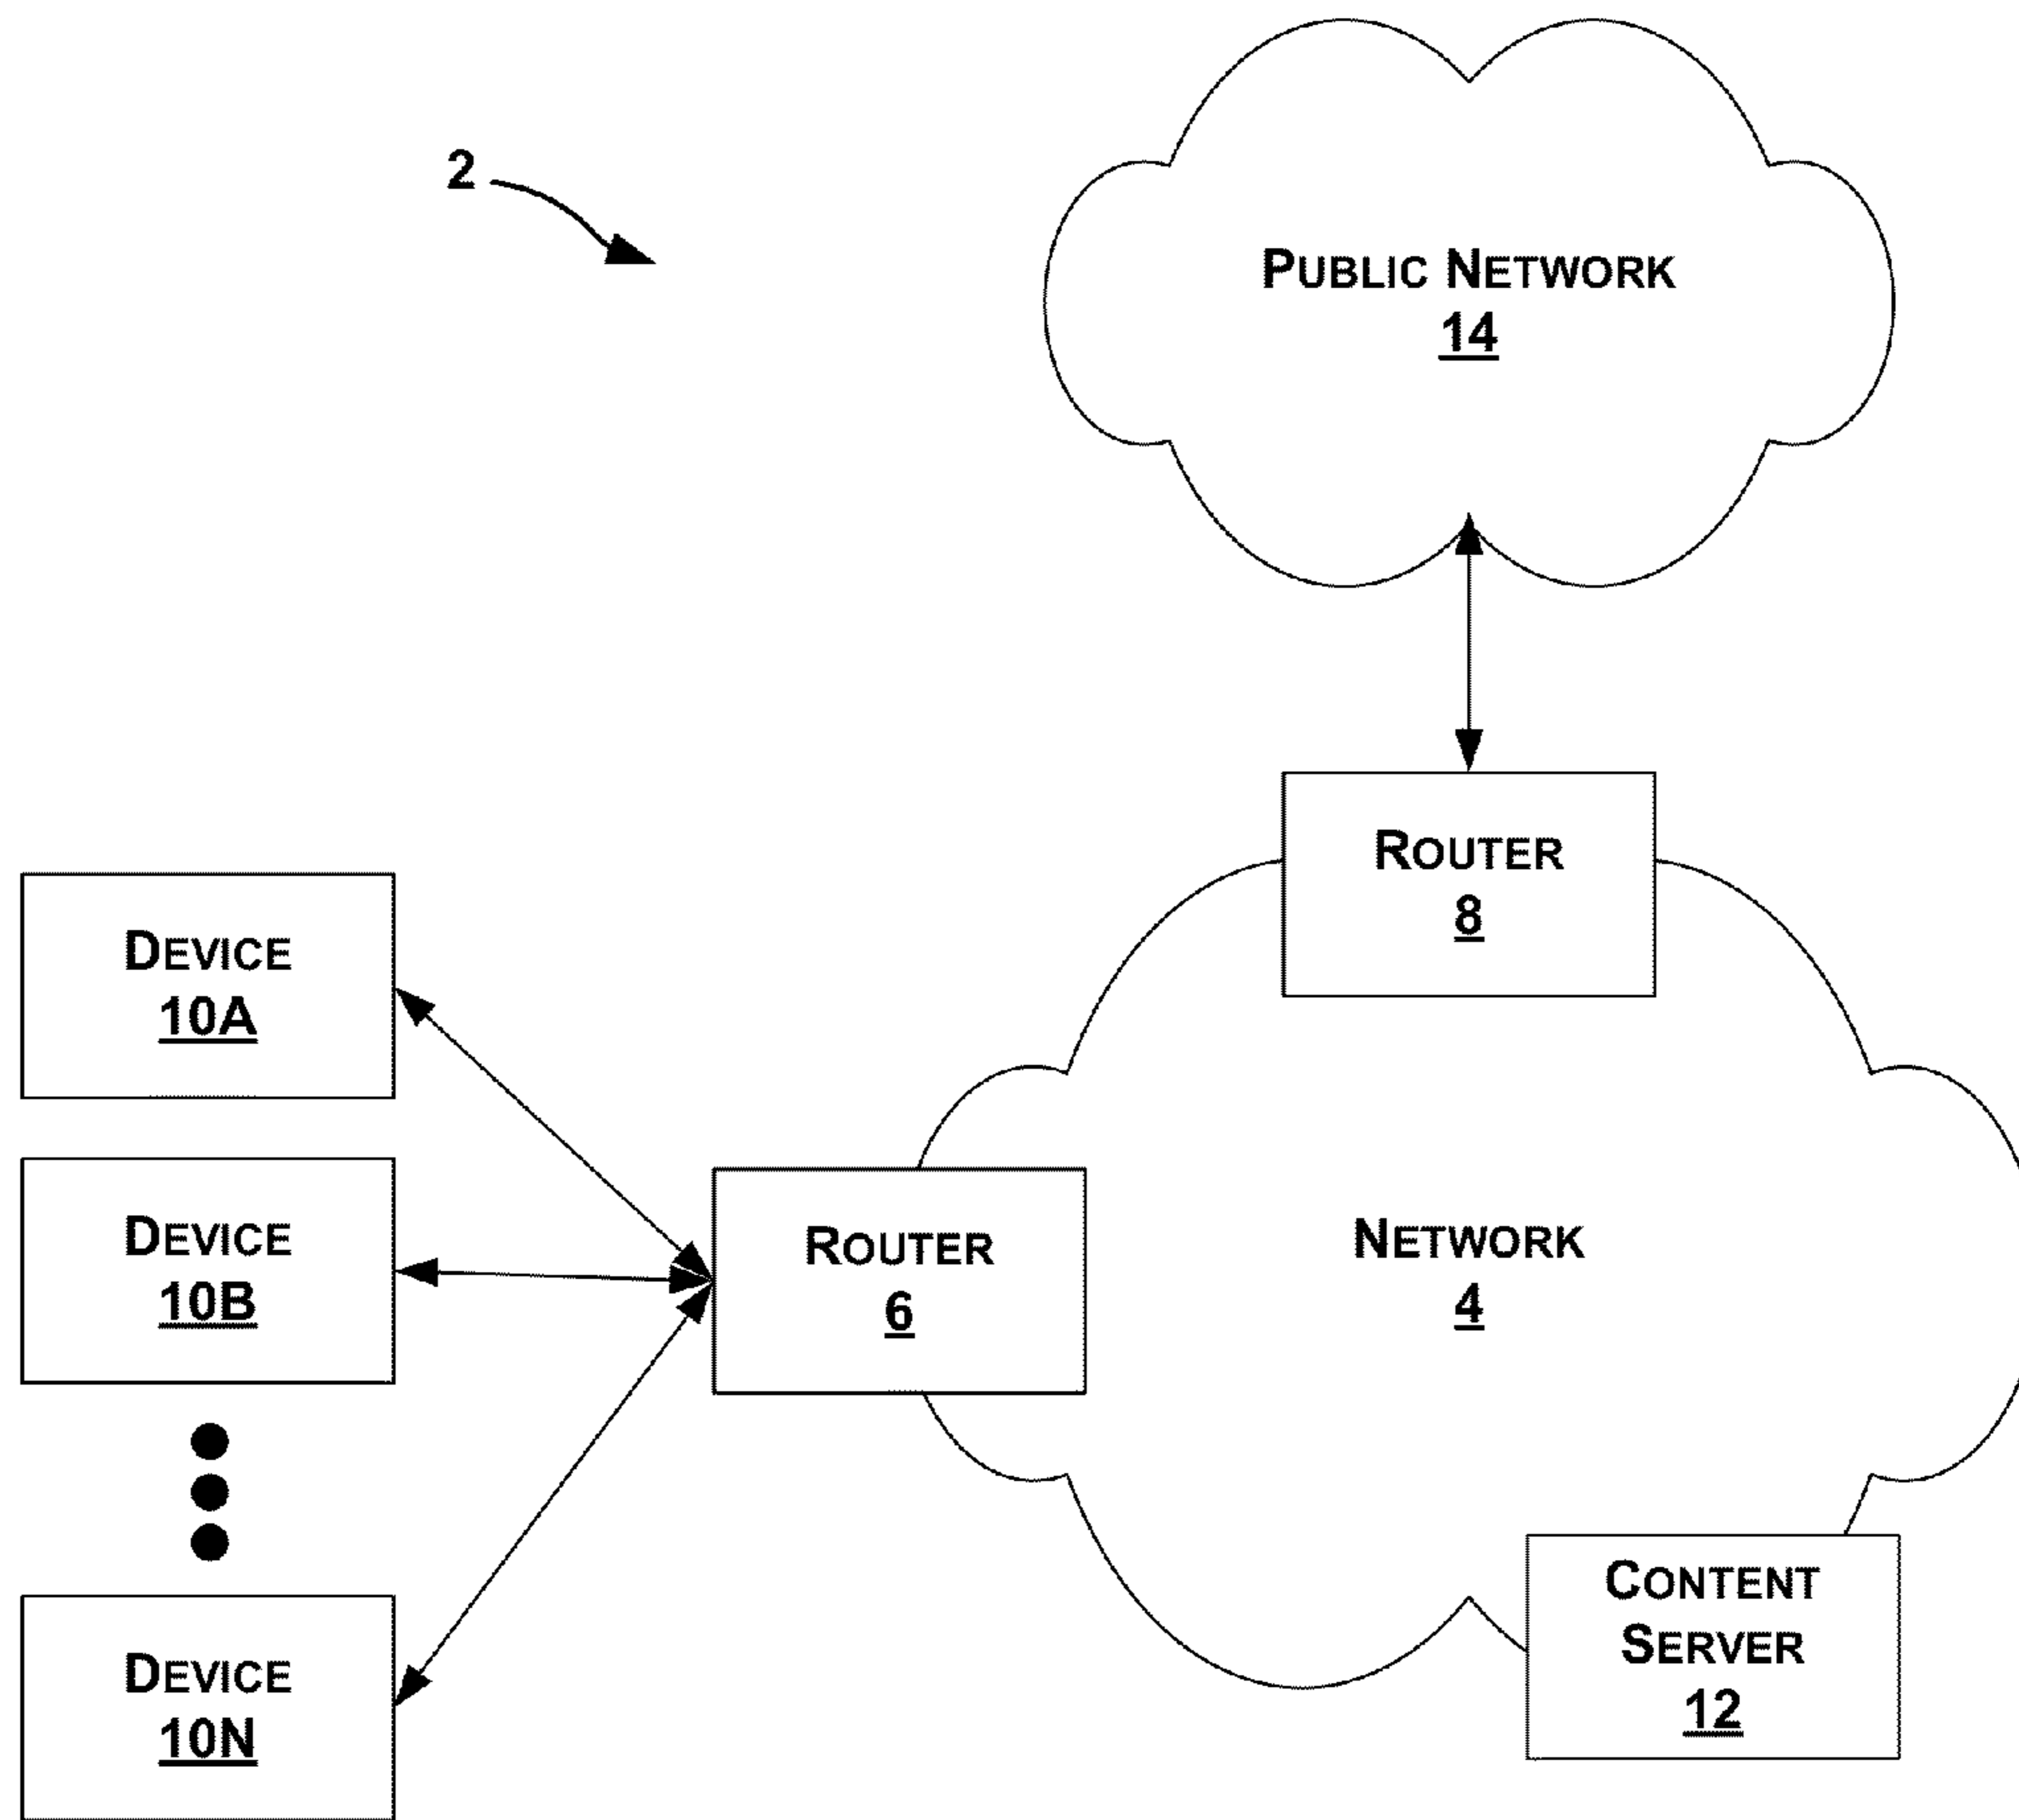 2
PUBLIC NETWORK
14
ROUTER
8
DEVICE
10A
DEVICE
10B
ROUTER
6
NETWORK
4
CONTENT
SERVER
12
DEVICE
10N